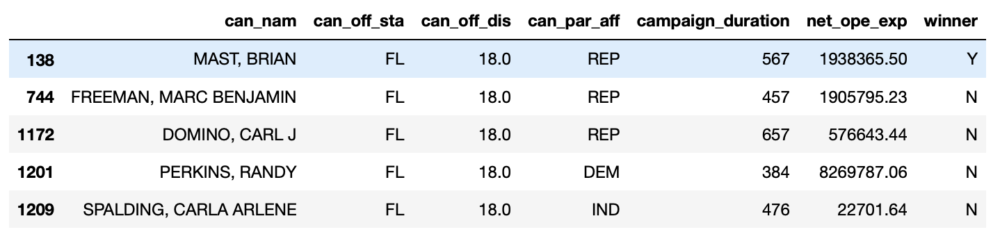 can_nam can_off_sta can_off_dis can_par_aff campaign_duration net_ope_exp winner
138 MAST, BRIAN FL 18.0 REP 567 1938365.50 Y
744 FREEMAN, MARC BENJAMIN FL 18.0 REP 457 1905795.23 N
1172 DOMINO, CARL J FL 18.0 REP 657 576643.44 N
1201 PERKINS, RANDY FL 18.0 DEM 384 8269787.06 N
1209 SPALDING, CARLA ARLENE FL 18.0 IND 476 22701.64 N